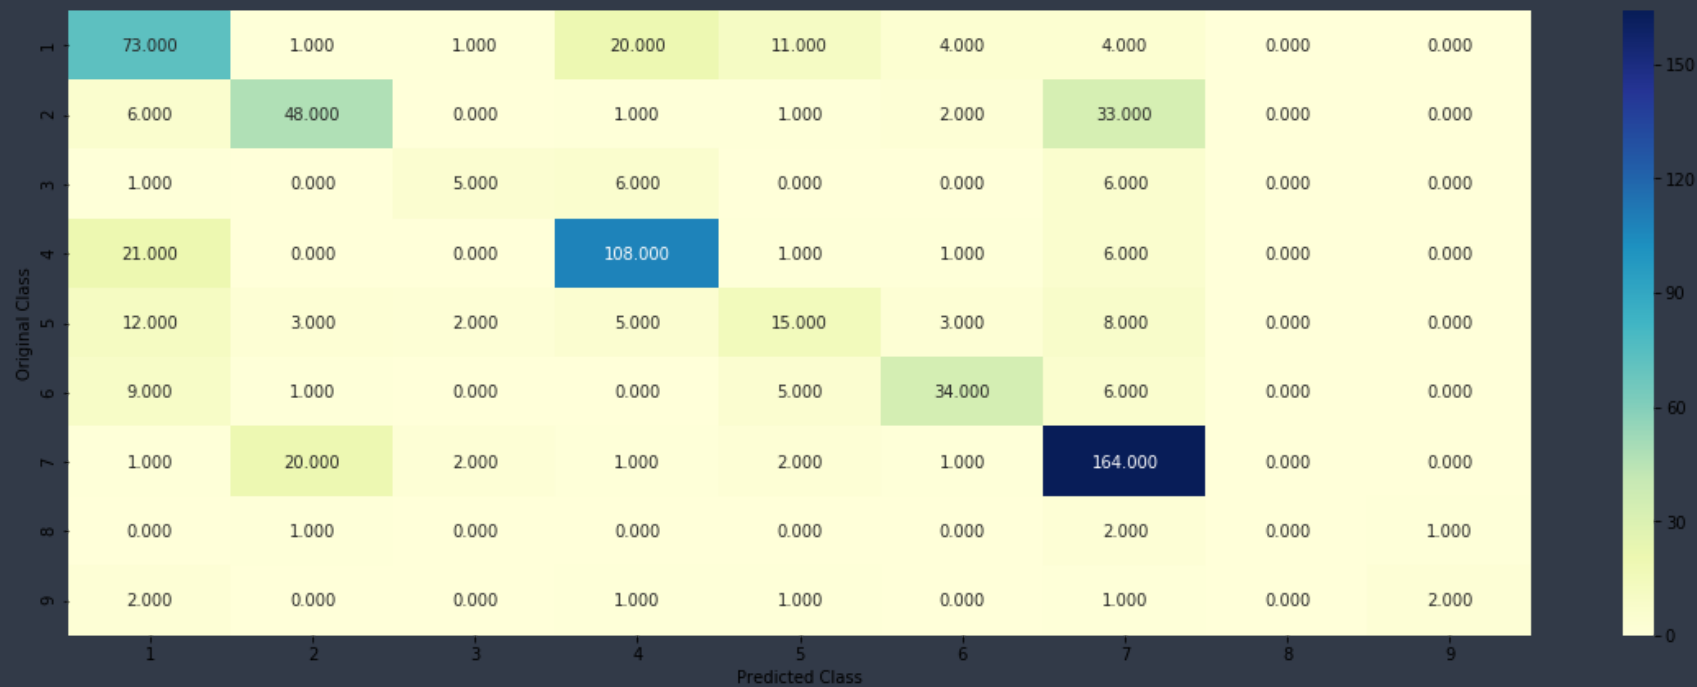 1 73.000 1.000 1.000 20.000 11.000 4.000 4.000 0.000 0.000
2 6.000 48.000 0.000 1.000 1.000 2.000 33.000 0.000 0.000
3 1.000 0.000 5.000 6.000 0.000 0.000 6.000 0.000 0.000
4 21.000 0.000 0.000 108.000 1.000 1.000 6.000 0.000 0.000
5 12.000 3.000 2.000 5.000 15.000 3.000 8.000 0.000 0.000
6 9.000 1.000 0.000 0.000 5.000 34.000 6.000 0.000 0.000
7 1.000 20.000 2.000 1.000 2.000 1.000 164.000 0.000 0.000
8 0.000 1.000 0.000 0.000 0.000 0.000 2.000 0.000 1.000
9 2.000 0.000 0.000 1.000 1.000 0.000 1.000 0.000 2.000
1 2 3 4 5 6 7 8 9
Predicted Class
Original Class
150
120
90
60
30
0